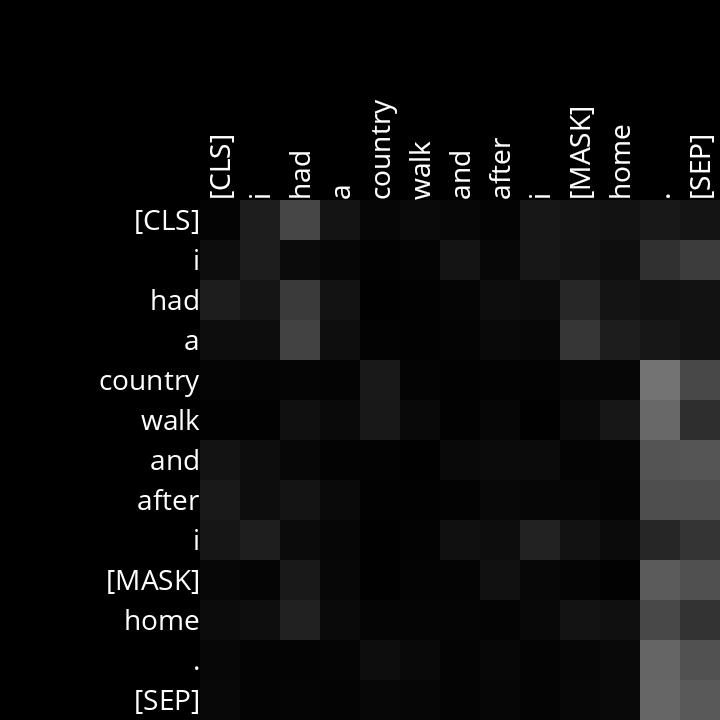 [CLS] i had a country walk and after i [MASK] home . [SEP]
[CLS]
i
had
a
country
walk
and
after
i
[MASK]
home
.
[SEP]